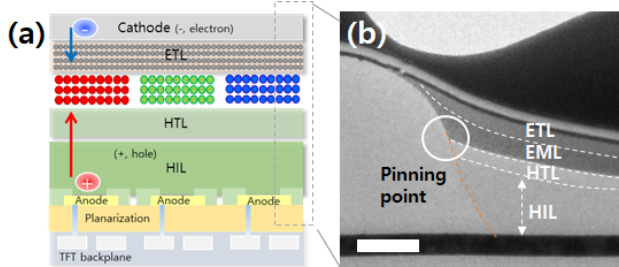 (a)
Cathode (-, electron)
ETL
HTL
(+, hole)
HIL
+
Anode Anode Anode
Planarization
TFT backplane
(b)
ETL
EML
HTL
HIL
Pinning
point